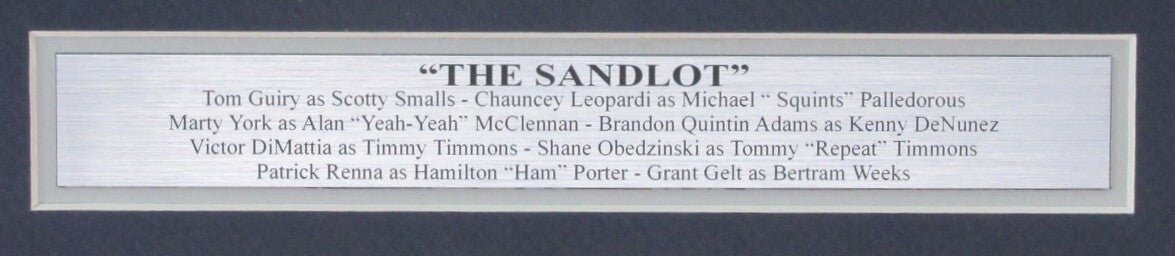 “THE SANDLOT”
Tom Guiry as Scotty Smalls - Chauncey Leopardi as Michael “ Squints” Palledorous
Marty York as Alan “Yeah-Yeah” McClennan - Brandon Quintin Adams as Kenny DeNunez
Victor DiMattia as Timmy Timmons - Shane Obedzinski as Tommy “Repeat” Timmons
Patrick Renna as Hamilton “Ham” Porter - Grant Gelt as Bertram Weeks